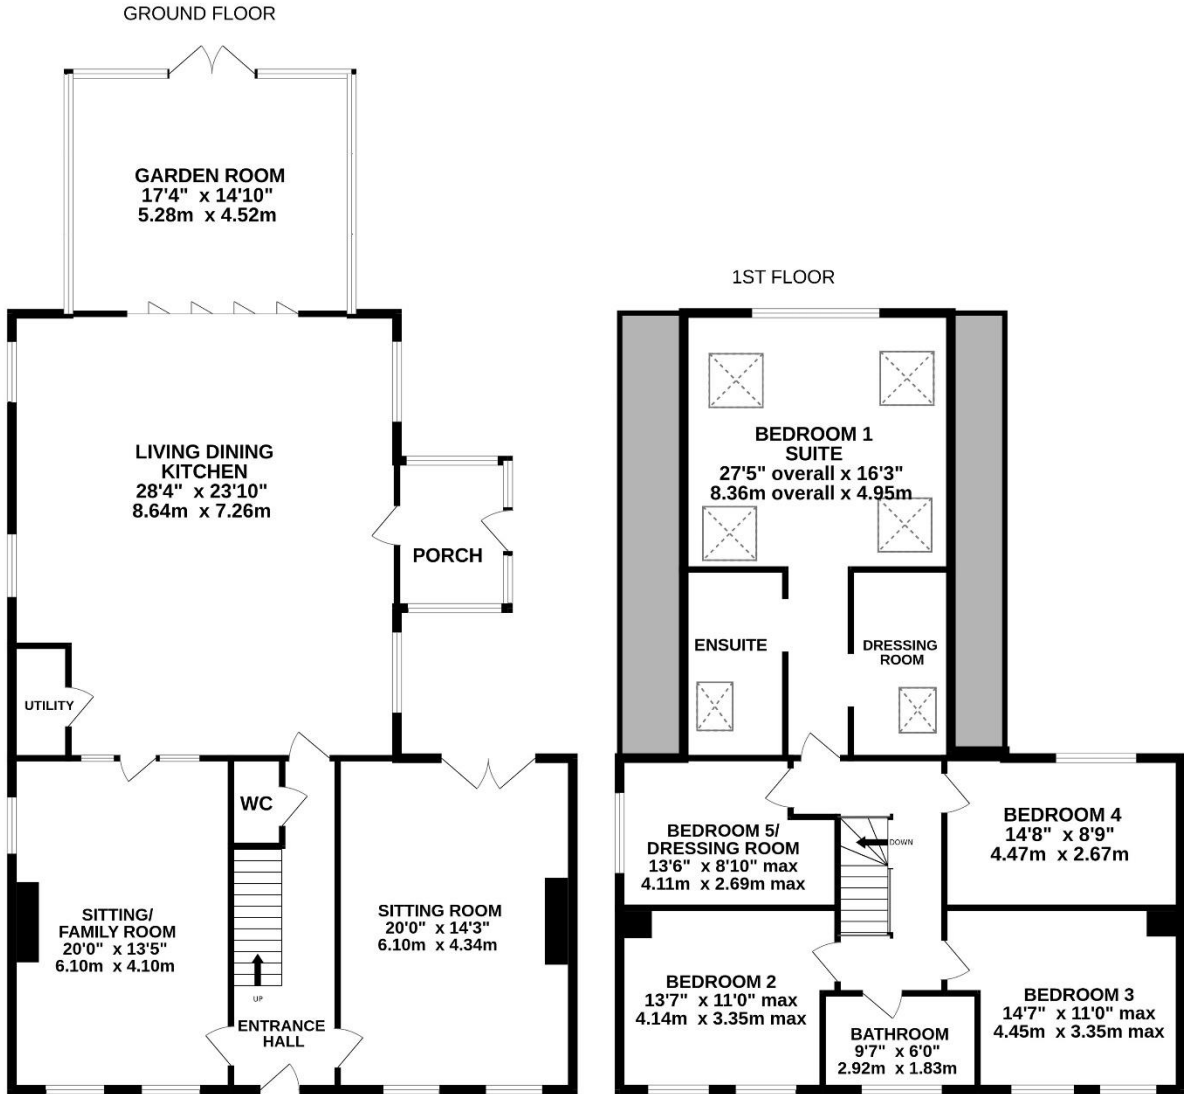 GROUND FLOOR
GARDEN ROOM
17'4" x 14'10"
5.28m x 4.52m
LIVING DINING
KITCHEN
28'4" x 23'10"
8.64m x 7.26m
PORCH
UTILITY
WC
SITTING/
FAMILY ROOM
20'0" x 13'5"
6.10m x 4.10m
UP
ENTRANCE
HALL
SITTING ROOM
20'0" x 14'3"
6.10m x 4.34m
1ST FLOOR
BEDROOM 1
SUITE
27'5" overall x 16'3"
8.36m overall x 4.95m
ENSUITE
DRESSING
ROOM
BEDROOM 5/
DRESSING ROOM
13'6" x 8'10" max
4.11m x 2.69m max
DOWN
BEDROOM 4
14'8" x 8'9"
4.47m x 2.67m
BEDROOM 2
13'7" x 11'0" max
4.14m x 3.35m max
BATHROOM
9'7" x 6'0"
2.92m x 1.83m
BEDROOM 3
14'7" x 11'0" max
4.45m x 3.35m max